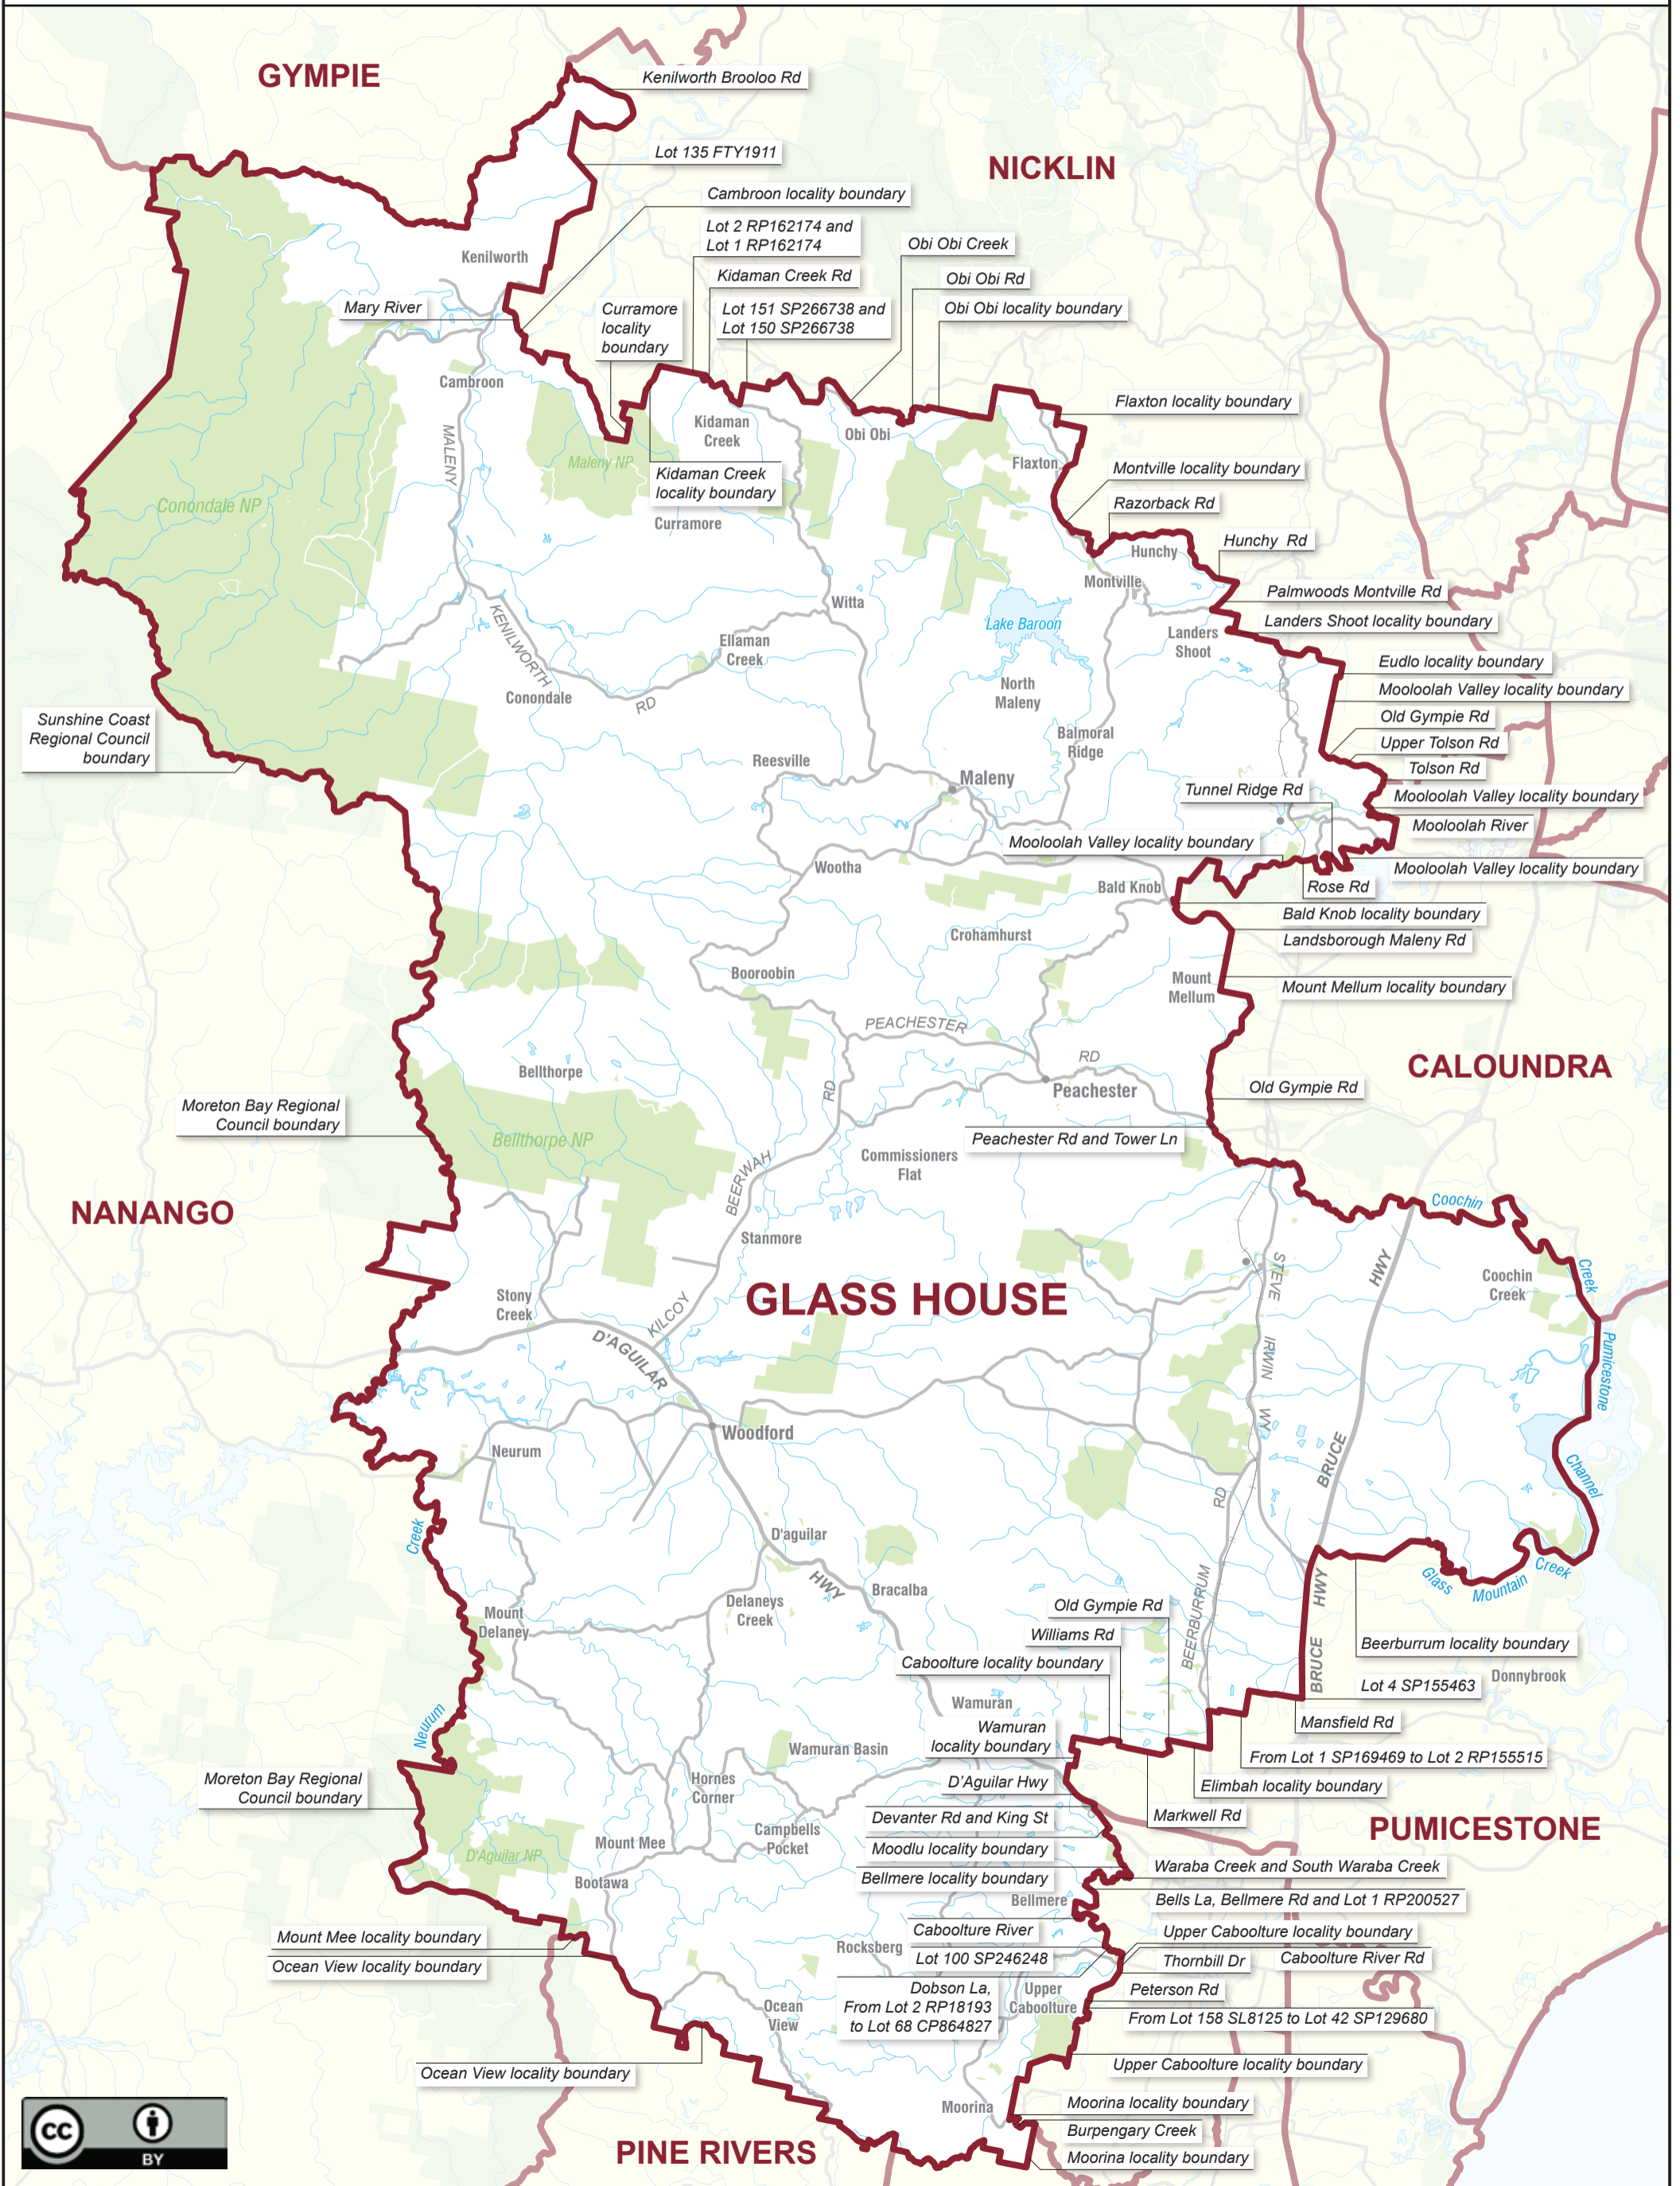 GYMPIE
Kenilworth Brooloo Rd
Lot 135 FTY1911
NICKLIN
Cambroon locality boundary
Lot 2 RP162174 and
Lot 1 RP162174
Obi Obi Creek
Kenilworth
Kidaman Creek Rd
Obi Obi Rd
Mary River
Curramore
locality
boundary
Lot 151 SP266738 and
Lot 150 SP266738
Obi Obi locality boundary
Cambroon
Flaxton locality boundary
Kidaman
Creek
Obi Obi
MALENY
Maleny NP
Flaxton
Montville locality boundary
Kidaman Creek
locality boundary
Conondale NP
Razorback Rd
Curramore
Hunchy Rd
Hunchy
Montville
Palmwoods Montville Rd
Witta
Lake Baroon
Landers Shoot locality boundary
KENILWORTH
Ellaman
Creek
Landers
Shoot
Eudlo locality boundary
Conondale
RD
North
Maleny
Mooloolah Valley locality boundary
Sunshine Coast
Regional Council
boundary
Old Gympie Rd
Balmoral
Ridge
Upper Tolson Rd
Reesville
Tolson Rd
Maleny
Tunnel Ridge Rd
Mooloolah Valley locality boundary
Mooloolah River
Mooloolah Valley locality boundary
Wootha
Mooloolah Valley locality boundary
Bald Knob
Rose Rd
Bald Knob locality boundary
Crohamhurst
Landsborough Maleny Rd
Booroobin
Mount
Mellum
Mount Mellum locality boundary
PEACHESTER
RD
CALOUNDRA
Bellthorpe
RD
Peachester
Old Gympie Rd
Moreton Bay Regional
Council boundary
Bellthorpe NP
Peachester Rd and Tower Ln
Commissioners
Flat
BEERWAH
NANANGO
Coochin
Creek
Stanmore
STEVE
IRWIN
WY
HWY
Coochin
Creek
Stony
Creek
GLASS HOUSE
KILCOY
D'AGUILAR
Pumicestone
Channel
Woodford
Neurum
BRUCE
RD
Creek
D'aguilar
HWY
Bracalba
Glass
Mountain
Creek
BEERBURRUM
HWY
BRUCE
Mount
Delaney
Delaneys
Creek
Old Gympie Rd
Williams Rd
Caboolture locality boundary
Beerburrum locality boundary
Donnybrook
Lot 4 SP155463
Wamuran
Neurum
Mansfield Rd
Wamuran
locality boundary
Wamuran Basin
From Lot 1 SP169469 to Lot 2 RP155515
Moreton Bay Regional
Council boundary
Hornes
Corner
D'Aguilar Hwy
Elimbah locality boundary
Devanter Rd and King St
Markwell Rd
PUMICESTONE
Mount Mee
Campbells
Pocket
Moodlu locality boundary
D'Aguilar NP
Waraba Creek and South Waraba Creek
Bootawa
Bellmere locality boundary
Bellmere
Bells La, Bellmere Rd and Lot 1 RP200527
Mount Mee locality boundary
Caboolture River
Upper Caboolture locality boundary
Rocksberg
Lot 100 SP246248
Thornbill Dr
Caboolture River Rd
Ocean View locality boundary
Dobson La,
From Lot 2 RP18193
to Lot 68 CP864827
Upper
Caboolture
Peterson Rd
Ocean
View
From Lot 158 SL8125 to Lot 42 SP129680
Ocean View locality boundary
Upper Caboolture locality boundary
Moorina
Moorina locality boundary
Burpengary Creek
PINE RIVERS
Moorina locality boundary
cc
BY